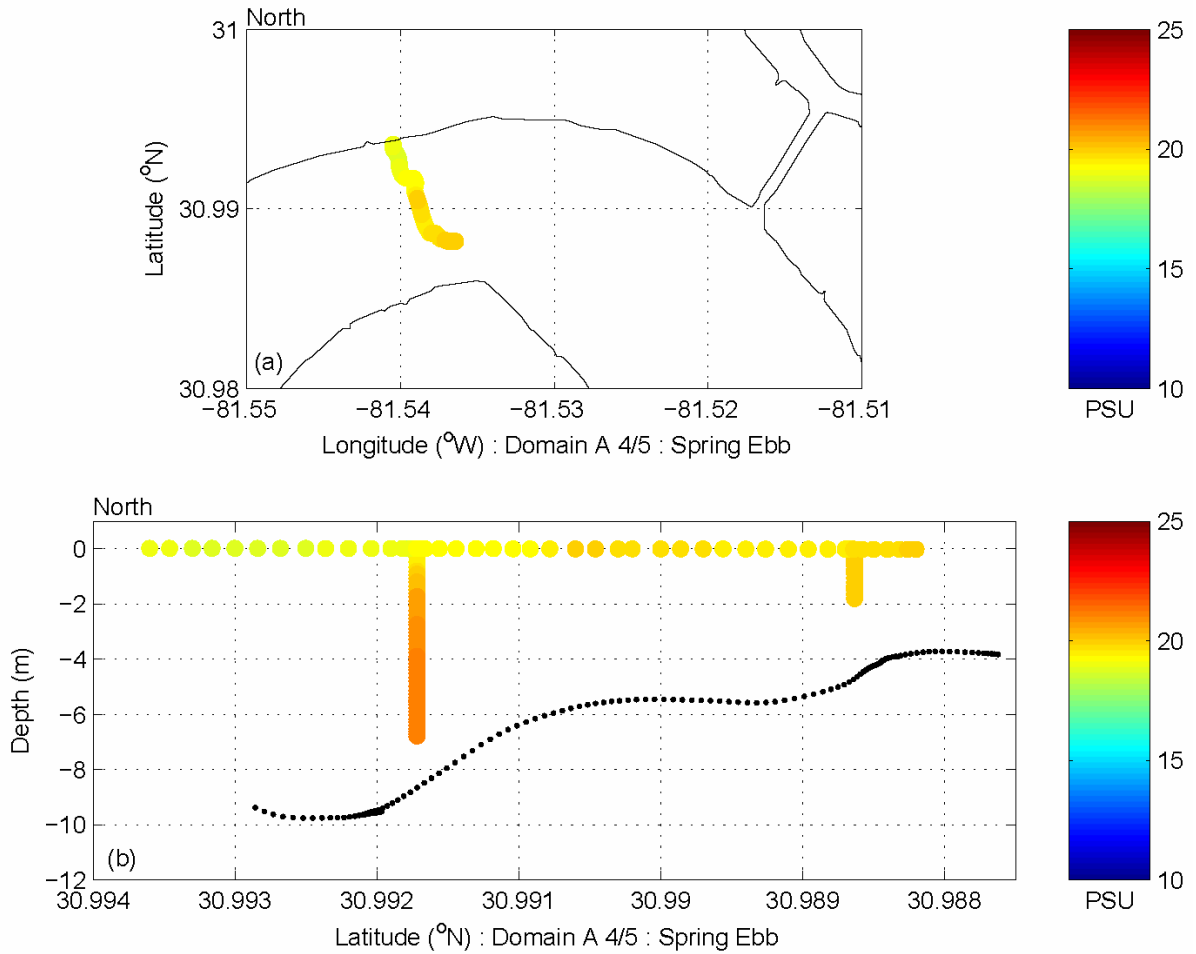 North
31
30.99
30.98
Latitude (°N)
(a)
−81.55 −81.54 −81.53 −81.52 −81.51
Longitude (°W) : Domain A 4/5 : Spring Ebb
25
20
15
10
PSU
North
0
−2
−4
−6
−8
−10
−12
Depth (m)
(b)
30.994 30.993 30.992 30.991 30.99 30.989 30.988
Latitude (°N) : Domain A 4/5 : Spring Ebb
25
20
15
10
PSU